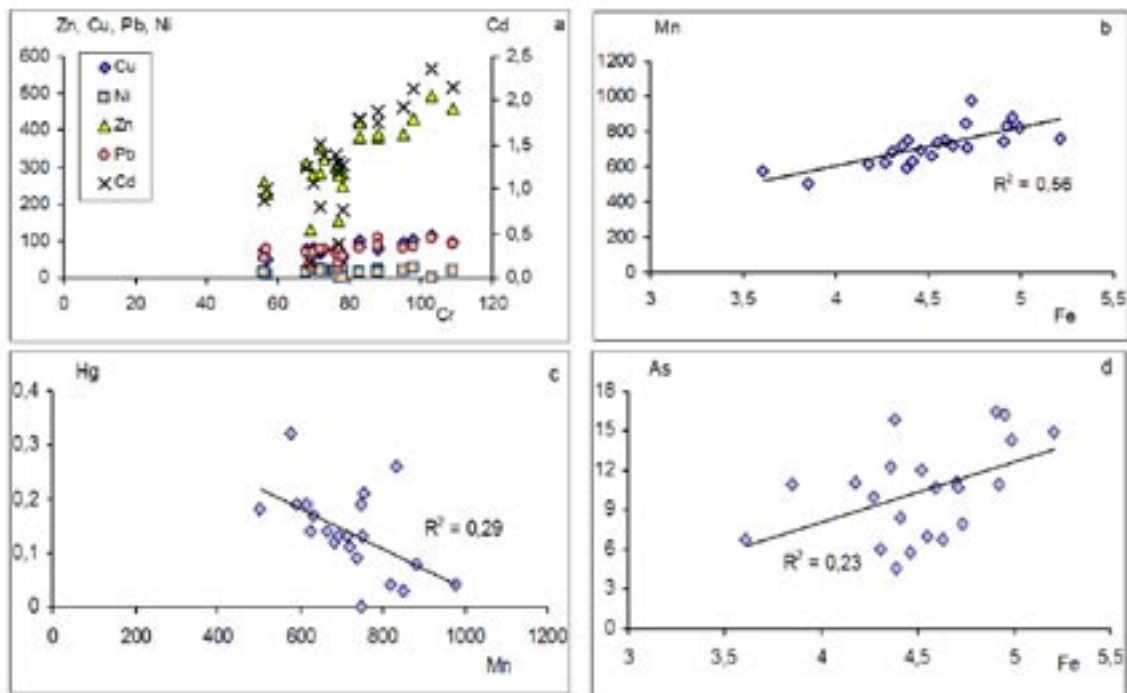 Zn, Cu, Pb, Ni
Cd
a
600
500
400
300
200
100
0
Cu
Ni
Zn
Pb
Cd
2,5
2,0
1,5
1,0
0,5
0,0
0
20
40
60
80
100
120
Cr
Mn
b
1200
1000
800
600
400
200
0
R² = 0,56
3
3,5
4
4,5
5
5,5
Fe
Hg
c
0,4
0,3
0,2
0,1
0
R² = 0,29
0
200
400
600
800
1000
1200
Mn
As
d
18
15
12
9
6
3
0
R² = 0,23
3
3,5
4
4,5
5
5,5
Fe